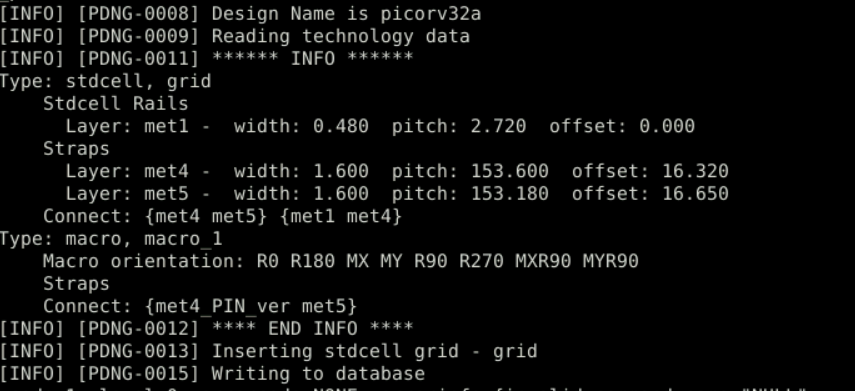 [INFO] [PDNG-0008] Design Name is picorv32a
[INFO] [PDNG-0009] Reading technology data
[INFO] [PDNG-0011] ****** INFO ******
Type: stdcell, grid
    Stdcell Rails
      Layer: met1 -  width: 0.480  pitch: 2.720  offset: 0.000
    Straps
      Layer: met4 -  width: 1.600  pitch: 153.600  offset: 16.320
      Layer: met5 -  width: 1.600  pitch: 153.180  offset: 16.650
    Connect: {met4 met5} {met1 met4}
Type: macro, macro_1
    Macro orientation: R0 R180 MX MY R90 R270 MXR90 MYR90
    Straps
    Connect: {met4_PIN_ver met5}
[INFO] [PDNG-0012] **** END INFO ****
[INFO] [PDNG-0013] Inserting stdcell grid - grid
[INFO] [PDNG-0015] Writing to database